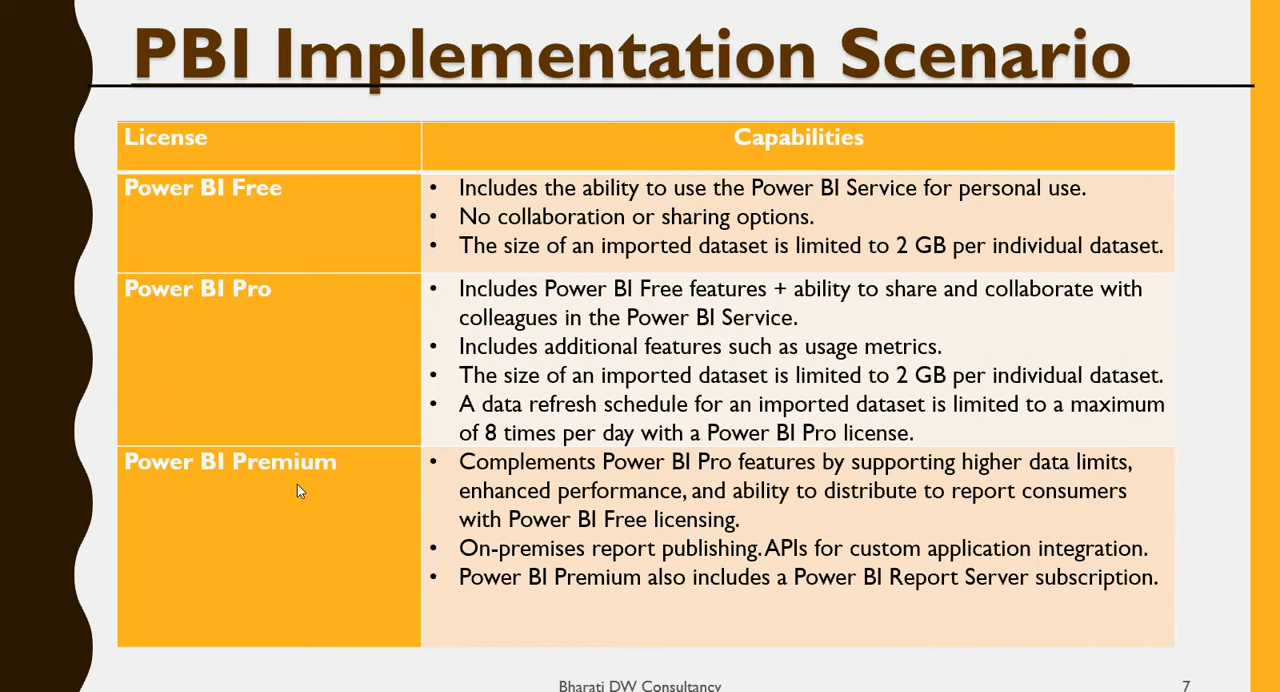 PBI Implementation Scenario
License
Capabilities
Power BI Free
• Includes the ability to use the Power BI Service for personal use.
• No collaboration or sharing options.
• The size of an imported dataset is limited to 2 GB per individual dataset.
Power BI Pro
• Includes Power BI Free features + ability to share and collaborate with
colleagues in the Power BI Service.
• Includes additional features such as usage metrics.
• The size of an imported dataset is limited to 2 GB per individual dataset.
• A data refresh schedule for an imported dataset is limited to a maximum
of 8 times per day with a Power BI Pro license.
Power BI Premium
• Complements Power BI Pro features by supporting higher data limits,
enhanced performance, and ability to distribute to report consumers
with Power BI Free licensing.
• On-premises report publishing. APIs for custom application integration.
• Power BI Premium also includes a Power BI Report Server subscription.
Bharati DW Consultancy
7